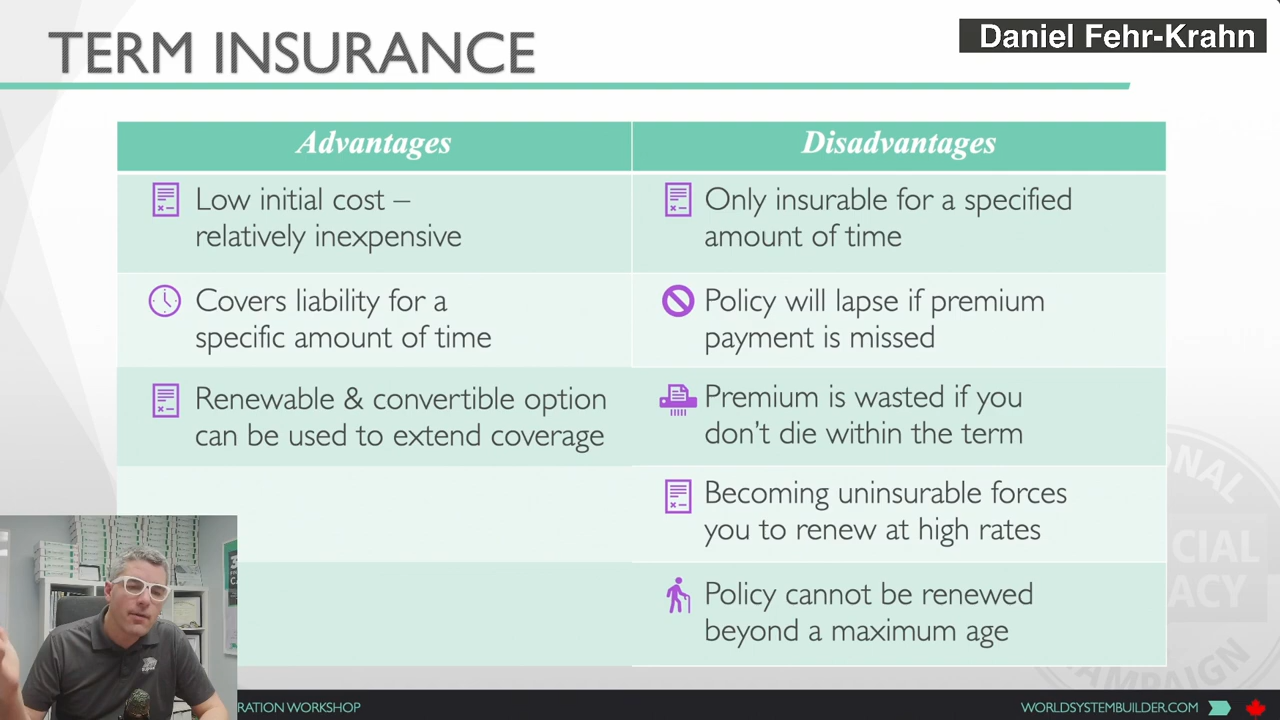 TERM INSURANCE
Daniel Fehr-Krahn
Advantages
Disadvantages
Low initial cost –
relatively inexpensive
Only insurable for a specified
amount of time
Covers liability for a
specific amount of time
Policy will lapse if premium
payment is missed
Renewable & convertible option
can be used to extend coverage
Premium is wasted if you
don't die within the term
Becoming uninsurable forces
you to renew at high rates
Policy cannot be renewed
beyond a maximum age
RATION WORKSHOP
WORLDSYSTEMBUILDER.COM